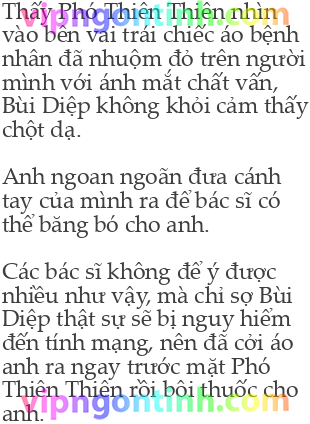 Thấy Phó Thiên Thiên nhìn
vipngontinh.com
vào bên vai trái chiếc áo bệnh
nhân đã nhuộm đỏ trên người
mình với ánh mắt chất vấn,
Bùi Diệp không khỏi cảm thấy
chột dạ.
Anh ngoan ngoãn đưa cánh
tay của mình ra để bác sĩ có
thể băng bó cho anh.
Các bác sĩ không để ý được
nhiều như vậy, mà chỉ sợ Bùi
Diệp thật sự sẽ bị nguy hiểm
đến tính mạng, nên đã cởi áo
anh ra ngay trước mặt Phó
Thiên Thiên rồi bôi thuốc cho
vipngontinh.com
anh.